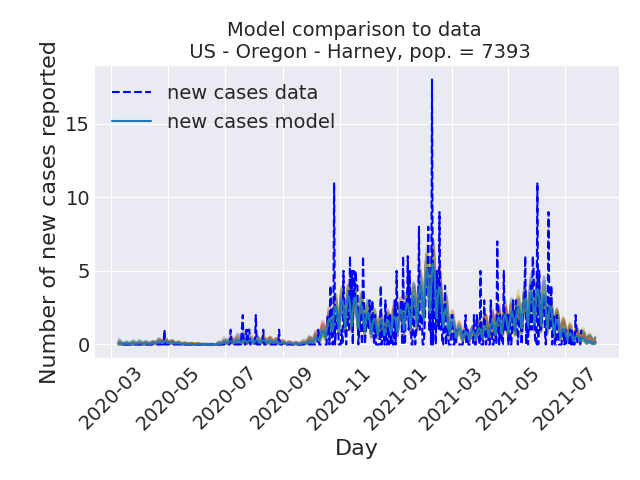 Model comparison to data
US - Oregon - Harney, pop. = 7393
Number of new cases reported
new cases data
new cases model
15
10
5
0
2020-03
2020-05
2020-07
2020-09
2020-11
2021-01
2021-03
2021-05
2021-07
Day